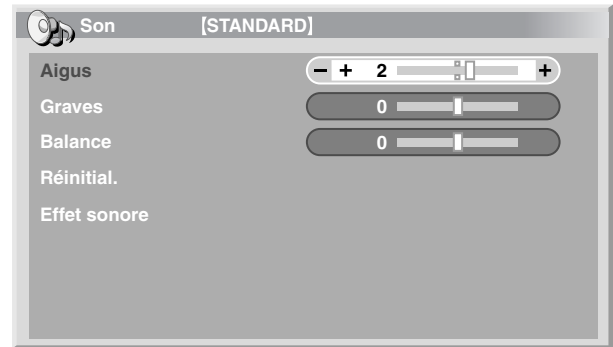 Son [STANDARD]
Aigus − + 2 +
Graves 0
Balance 0
Réinitial.
Effet sonore